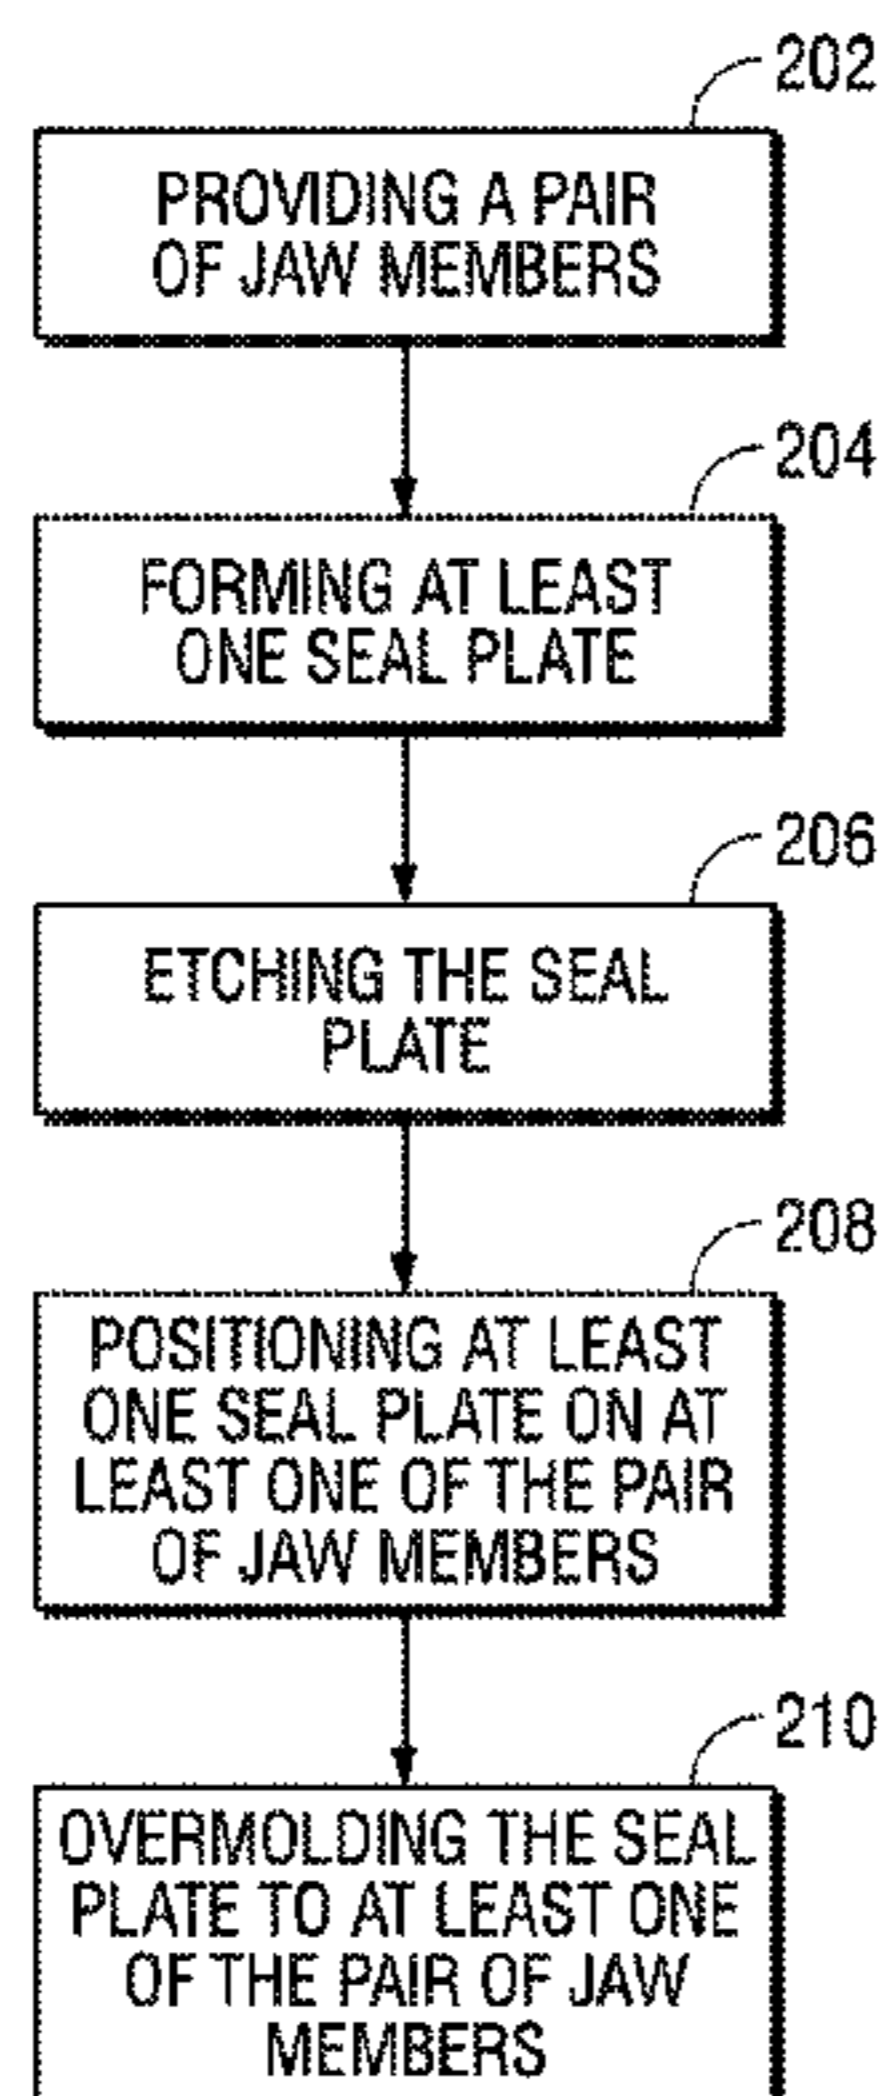 202
PROVIDING A PAIR
OF JAW MEMBERS
204
FORMING AT LEAST
ONE SEAL PLATE
206
ETCHING THE SEAL
PLATE
208
POSITIONING AT LEAST
ONE SEAL PLATE ON AT
LEAST ONE OF THE PAIR
OF JAW MEMBERS
210
OVERMOLDING THE SEAL
PLATE TO AT LEAST ONE
OF THE PAIR OF JAW
MEMBERS